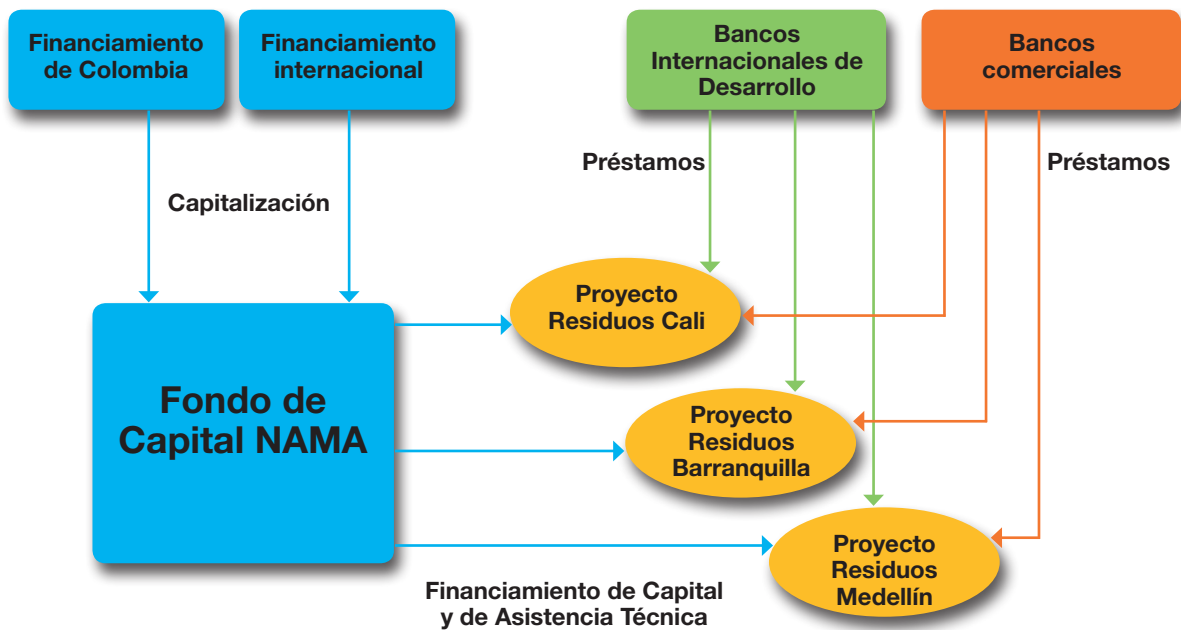 Financiamiento
de Colombia
Financiamiento
internacional
Bancos
Internacionales de
Desarrollo
Bancos
comerciales
Préstamos
Préstamos
Capitalización
Proyecto
Residuos Cali
Fondo de
Capital NAMA
Proyecto
Residuos
Barranquilla
Proyecto
Residuos
Medellín
Financiamiento de Capital
y de Asistencia Técnica